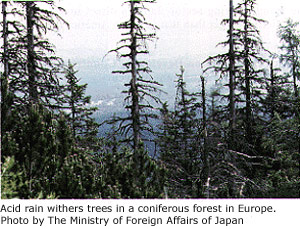 Acid rain withers trees in a coniferous forest in Europe.
Photo by The Ministry of Foreign Affairs of Japan